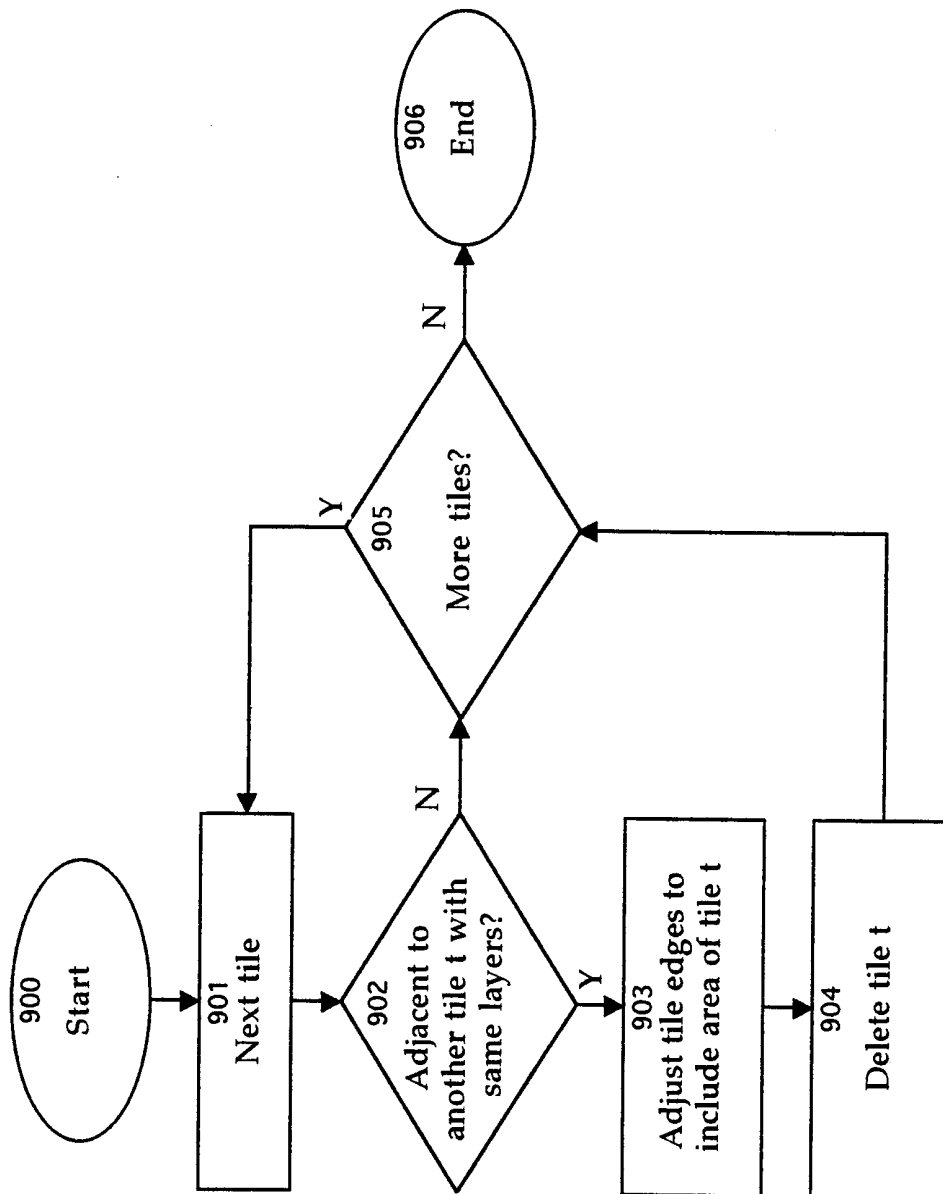 900
Start
901
Next tile
902
Adjacent to
another tile t with
same layers?
N
Y
903
Adjust tile edges to
include area of tile t
904
Delete tile t
905
More tiles?
Y
N
906
End